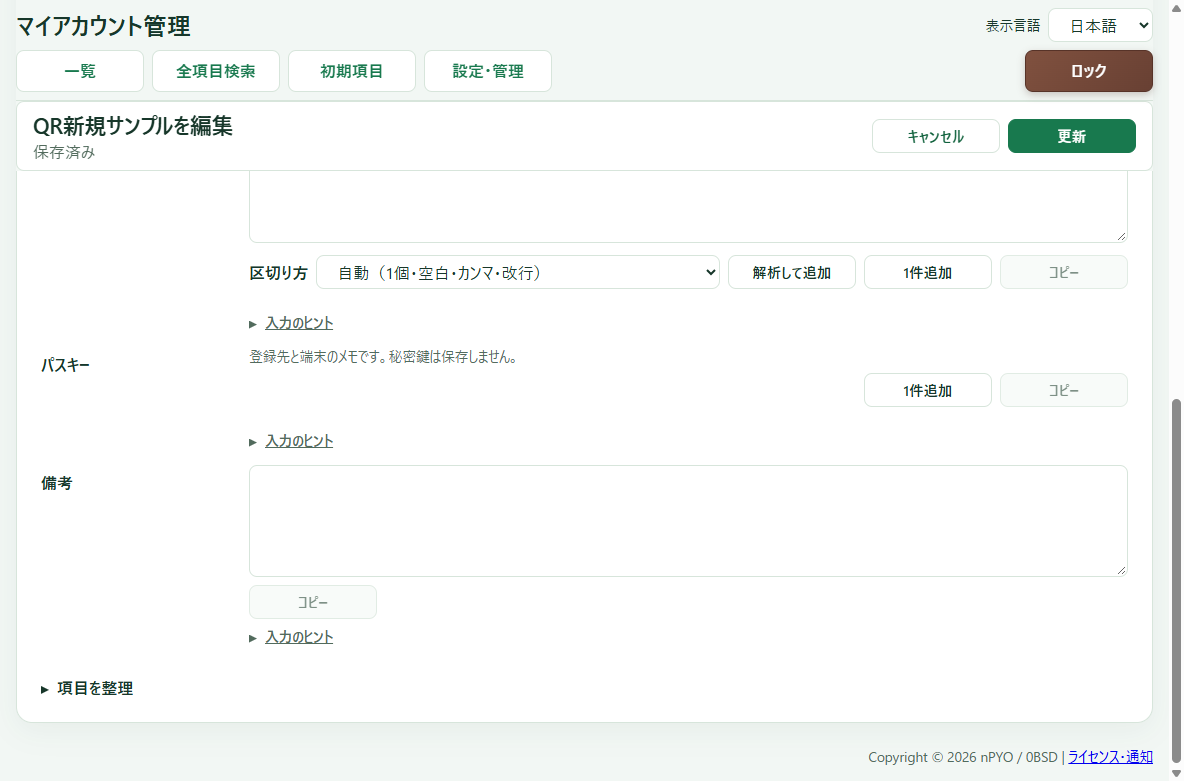 マイアカウント管理
表示言語 日本語
一覧 全項目検索 初期項目 設定・管理 ロック
QR新規サンプルを編集
保存済み
キャンセル 更新
区切り方 自動（1個・空白・カンマ・改行） 解析して追加 1件追加 コピー
▶ 入力のヒント
登録先と端末のメモです。秘密鍵は保存しません。
パスキー
1件追加 コピー
▶ 入力のヒント
備考
コピー
▶ 入力のヒント
▶ 項目を整理
Copyright © 2026 nPYO / 0BSD | ライセンス・通知